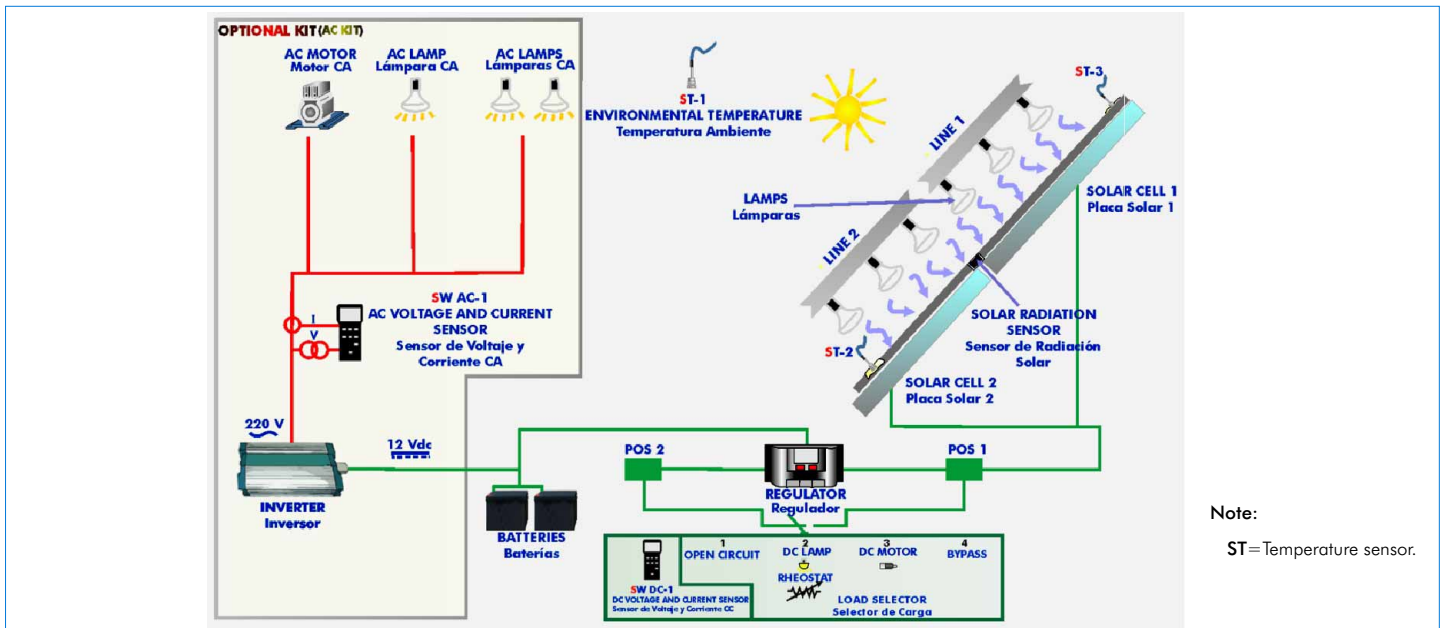 OPTIONAL KIT (AC KIT)
AC MOTOR
Motor CA
AC LAMP
Lámpara CA
AC LAMPS
Lámparas CA
ST-1
ENVIRONMENTAL TEMPERATURE
Temperatura Ambiente
ST-3
LINE 1
LAMPS
Lámparas
SOLAR CELL 1
Placa Solar 1
LINE 2
SW AC-1
AC VOLTAGE AND CURRENT
SENSOR
Sensor de Voltaje y
Corriente CA
I
V
SOLAR RADIATION
SENSOR
Sensor de Radiación
Solar
ST-2
SOLAR CELL 2
Placa Solar 2
220 V
12 Vdc
INVERTER
Inversor
BATTERIES
Baterías
POS 2
POS 1
REGULATOR
Regulador
SW DC-1
DC VOLTAGE AND CURRENT SENSOR
Sensor de Voltaje y Corriente CC
1
OPEN CIRCUIT
2
DC LAMP
RHEOSTAT
3
DC MOTOR
4
BYPASS
LOAD SELECTOR
Selector de Carga
Note:
ST=Temperature sensor.